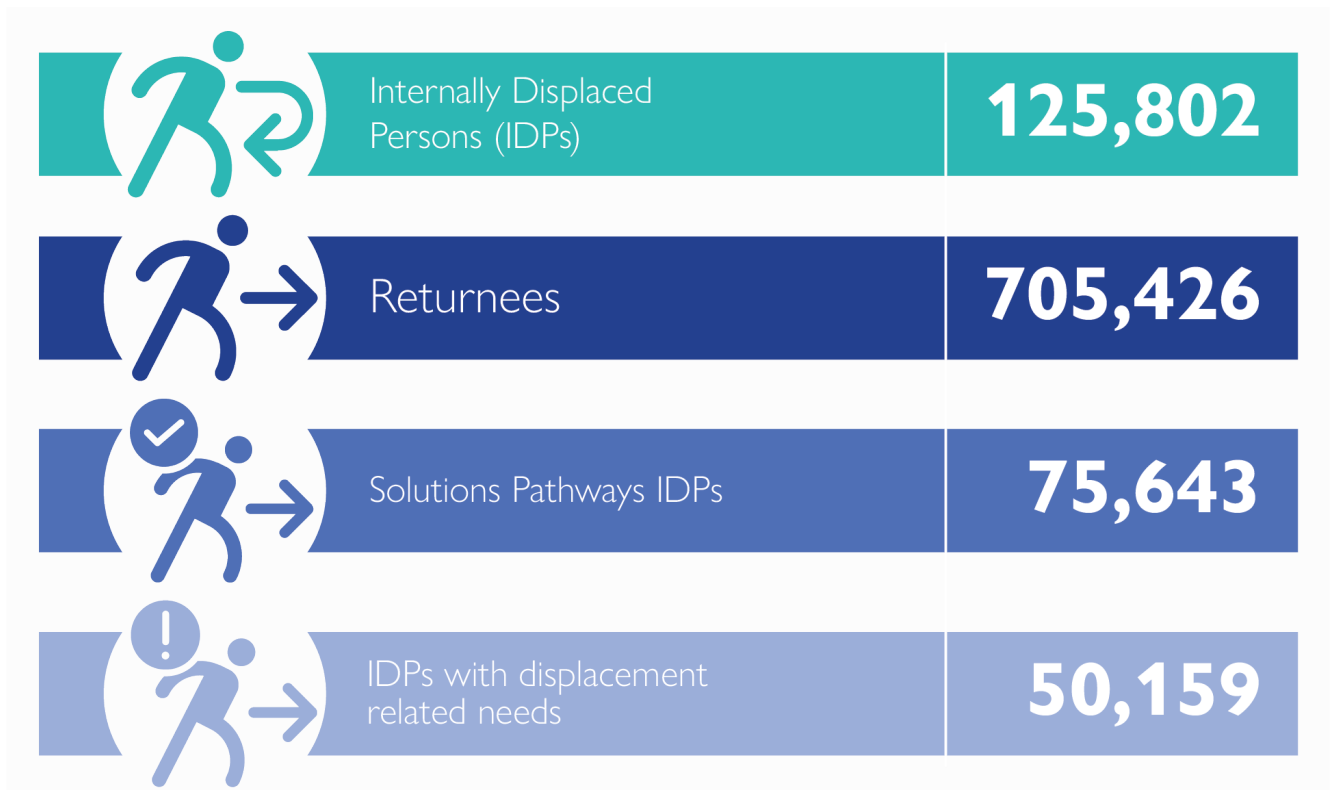 Internally Displaced
Persons (IDPs)
125,802
Returnees
705,426
Solutions Pathways IDPs
75,643
IDPs with displacement
related needs
50,159